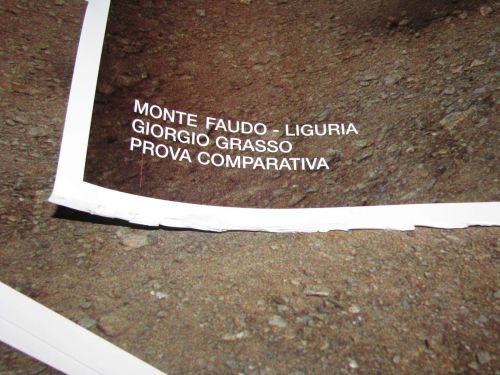 MONTE FAUDO - LIGURIA
GIORGIO GRASSO
PROVA COMPARATIVA